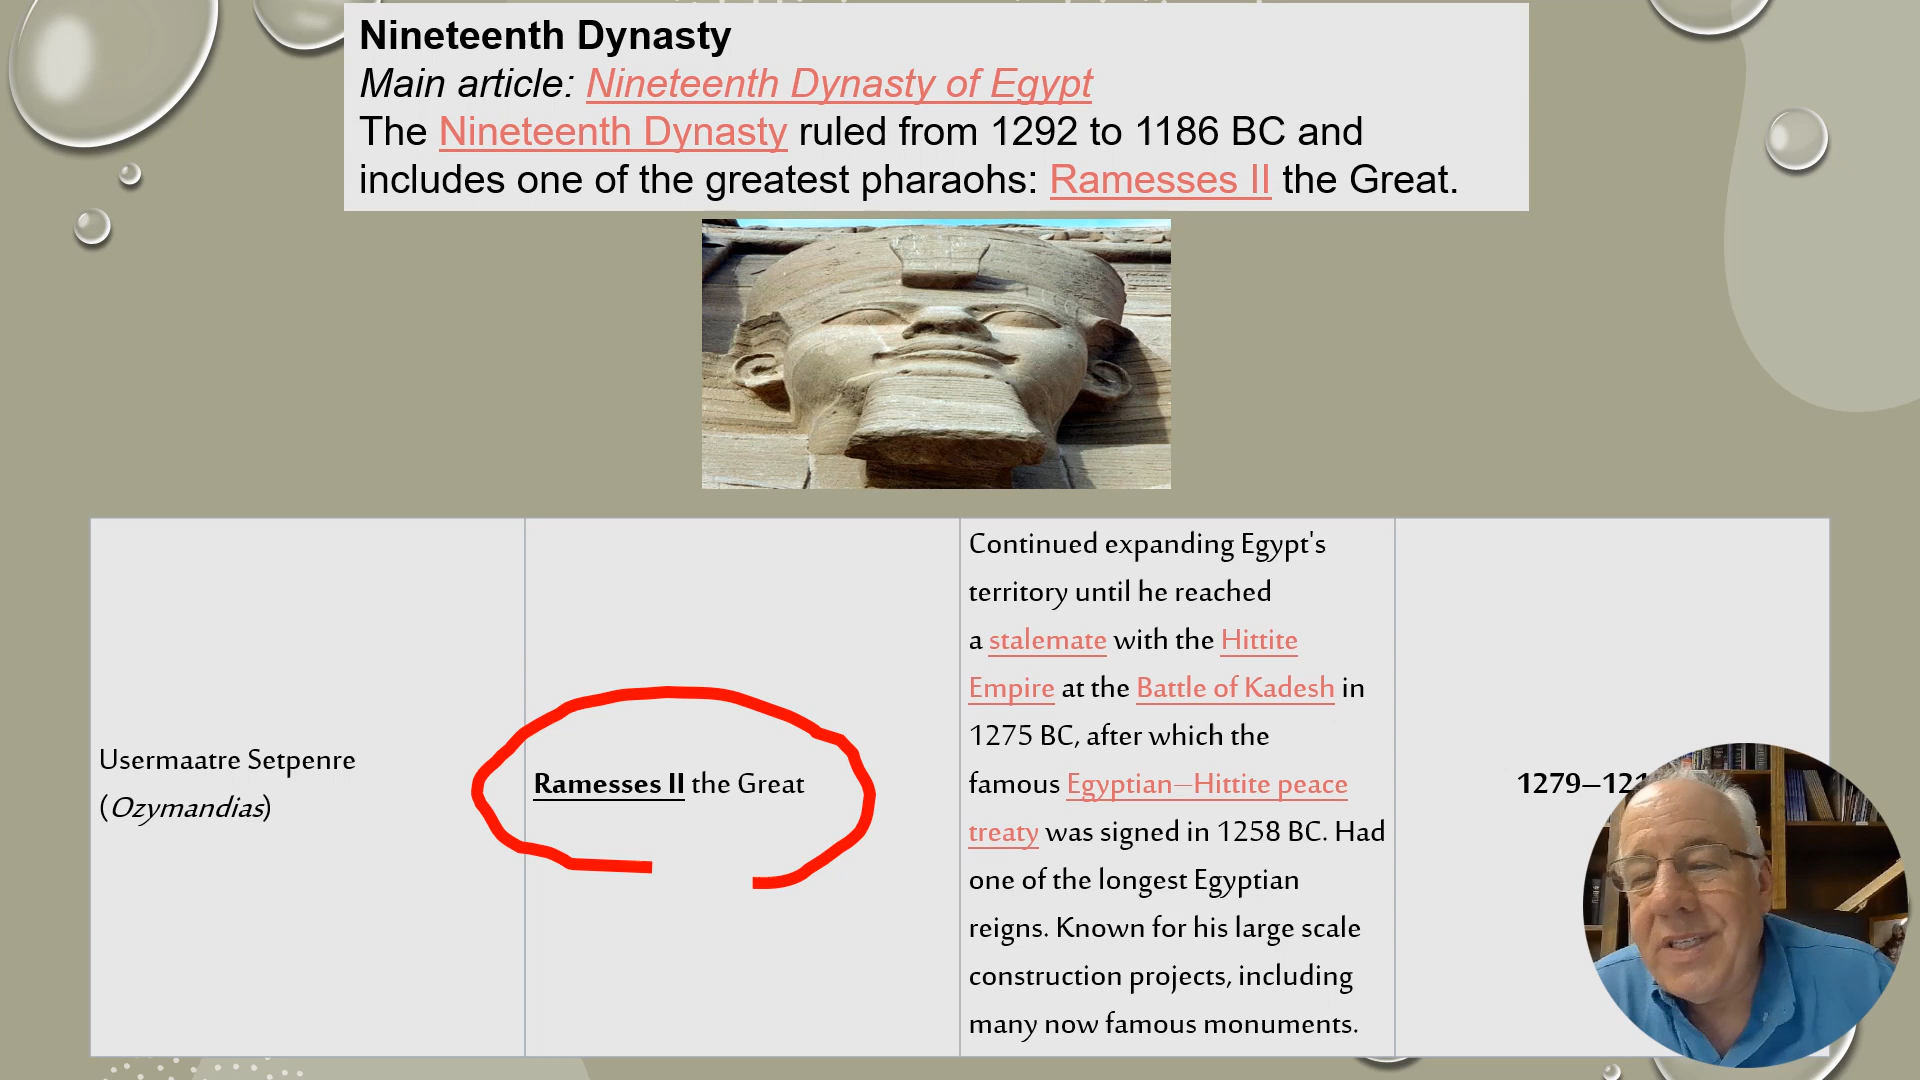 Nineteenth Dynasty
Main article: Nineteenth Dynasty of Egypt
The Nineteenth Dynasty ruled from 1292 to 1186 BC and
includes one of the greatest pharaohs: Ramesses II the Great.
Usermaatre Setpenre
(Ozymandias)
Ramesses II the Great
Continued expanding Egypt's
territory until he reached
a stalemate with the Hittite
Empire at the Battle of Kadesh in
1275 BC, after which the
famous Egyptian–Hittite peace
treaty was signed in 1258 BC. Had
one of the longest Egyptian
reigns. Known for his large scale
construction projects, including
many now famous monuments.
1279–121